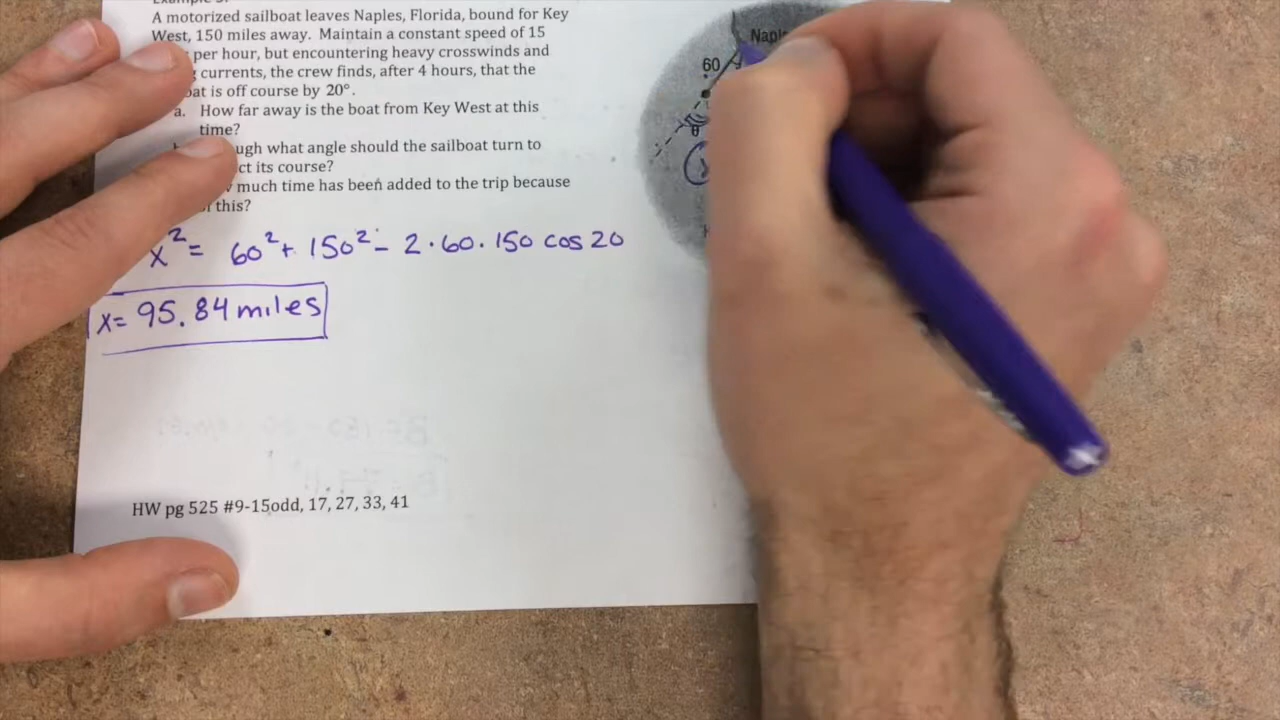 A motorized sailboat leaves Naples, Florida, bound for Key
West, 150 miles away. Maintain a constant speed of 15
per hour, but encountering heavy crosswinds and
currents, the crew finds, after 4 hours, that the
is off course by 20°.
a. How far away is the boat from Key West at this
time?
what angle should the sailboat turn to
its course?
much time has been added to the trip because
this?
60
θ
x² = 60² + 150² - 2·60·150 cos 20
x = 95.84 miles
HW pg 525 #9-15odd, 17, 27, 33, 41